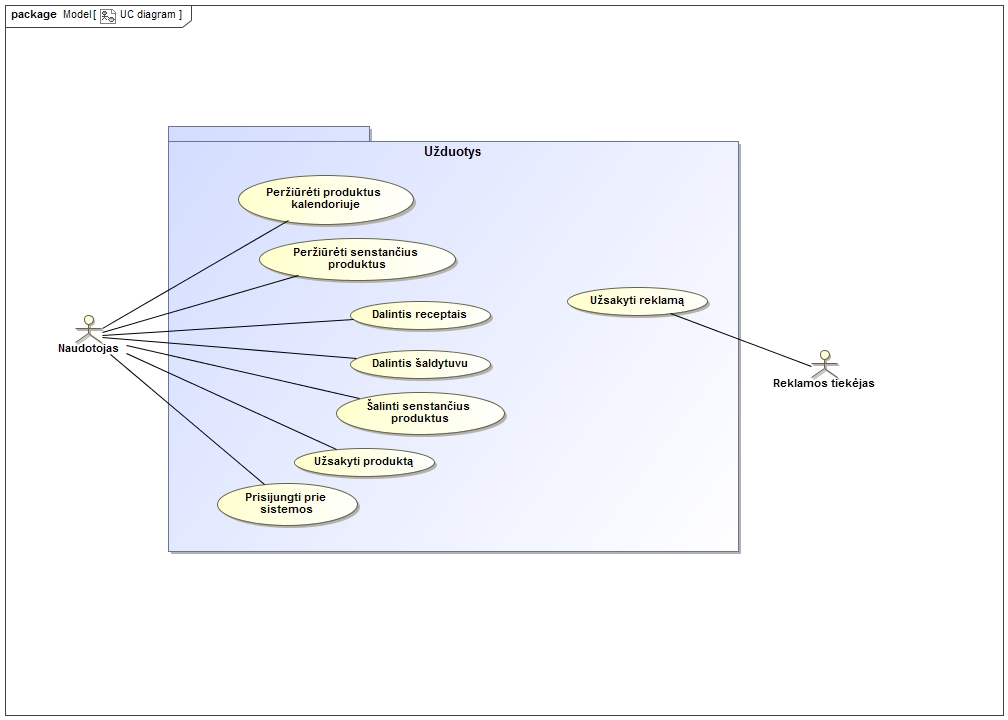 package Model[ UC diagram ]
Užduotys
Peržiūrėti produktus
kalendoriuje
Peržiūrėti senstančius
produktus
Dalintis receptais
Užsakyti reklamą
Naudotojas
Dalintis šaldytuvu
Reklamos tiekėjas
Šalinti senstančius
produktus
Užsakyti produktą
Prisijungti prie
sistemos